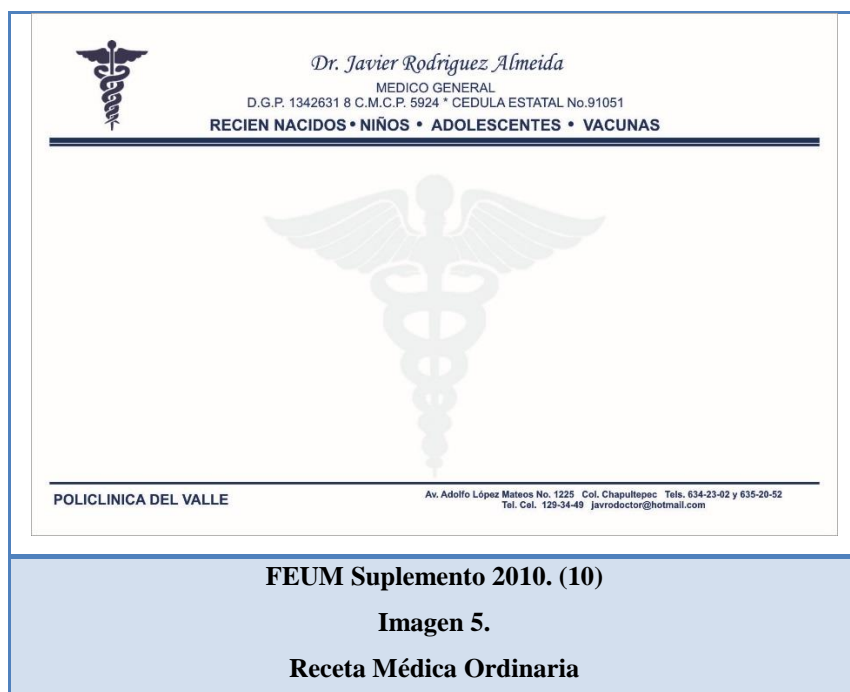 Dr. Javier Rodriguez Almeida
MEDICO GENERAL
D.G.P. 1342631 8 C.M.C.P. 5924 * CEDULA ESTATAL No.91051
RECIEN NACIDOS • NIÑOS • ADOLESCENTES • VACUNAS
POLICLINICA DEL VALLE
Av. Adolfo López Mateos No. 1225 Col. Chapultepec Tels. 634-23-02 y 635-20-52
Tel. Cel. 129-34-49 javrodoctor@hotmail.com
FEUM Suplemento 2010. (10)
Imagen 5.
Receta Médica Ordinaria